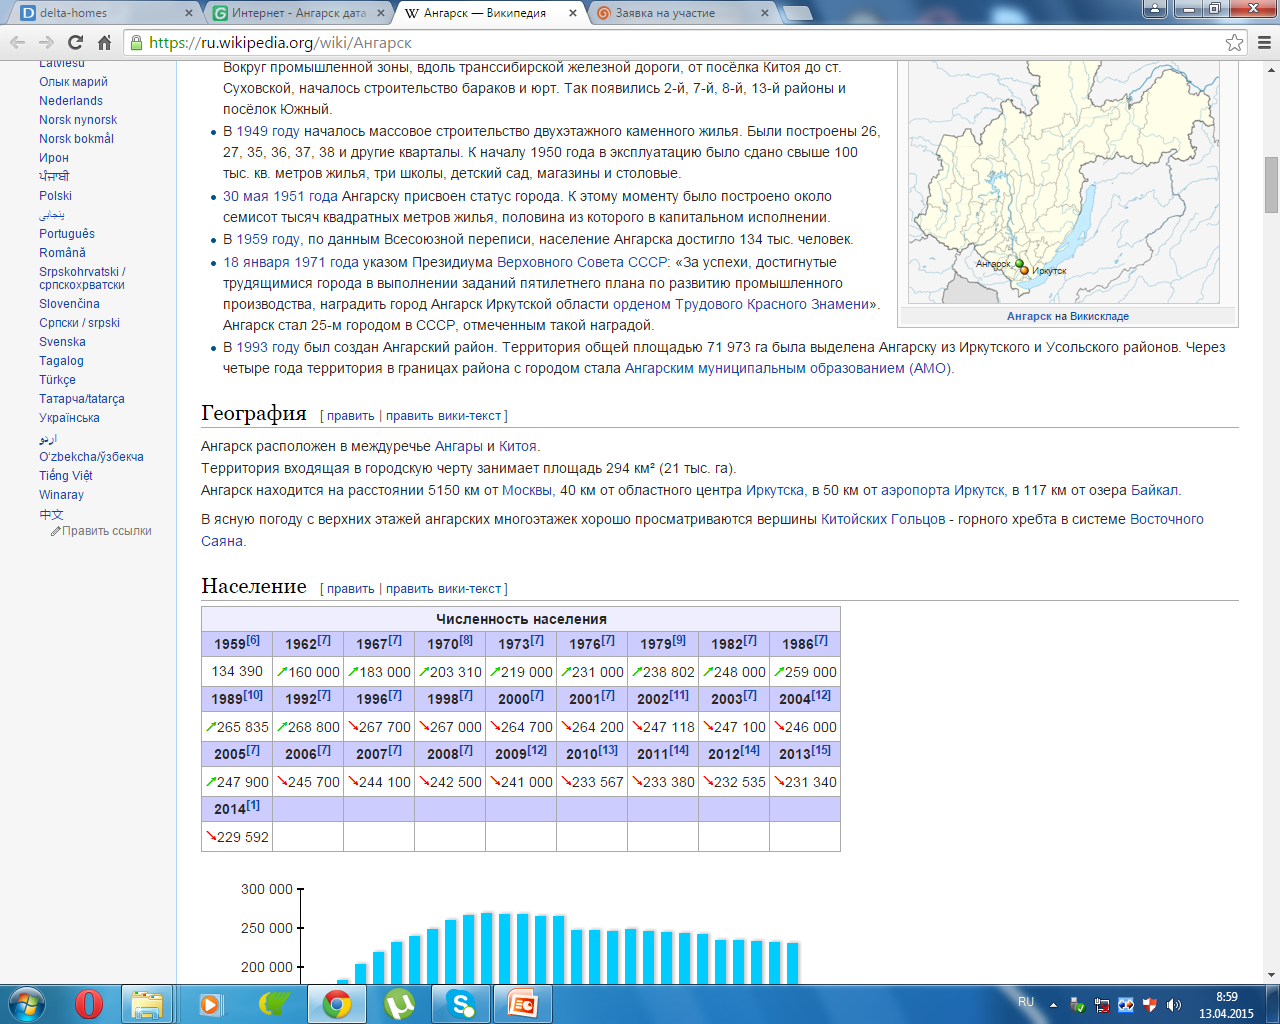 delta-homes
Интернет - Ангарск дата
Ангарск — Википедия
Заявка на участие
https://ru.wikipedia.org/wiki/Ангарск
Latviešu
Олык марий
Nederlands
Norsk nynorsk
Norsk bokmål
Ирон
ਪੰਜਾਬੀ
Polski
پنجابی
Português
Română
Srpskohrvatski /
српскохрватски
Slovenčina
Српски / srpski
Svenska
Tagalog
Türkçe
Татарча/tatarça
Українська
اردو
Oʻzbekcha/ўзбекча
Tiếng Việt
Winaray
中文
Править ссылки
Вокруг промышленной зоны, вдоль транссибирской железной дороги, от посёлка Китоя до ст.
Суховской, началось строительство бараков и юрт. Так появились 2-й, 7-й, 8-й, 13-й районы и
посёлок Южный.
В 1949 году началось массовое строительство двухэтажного каменного жилья. Были построены 26,
27, 35, 36, 37, 38 и другие кварталы. К началу 1950 года в эксплуатацию было сдано свыше 100
тыс. кв. метров жилья, три школы, детский сад, магазины и столовые.
30 мая 1951 года Ангарску присвоен статус города. К этому моменту было построено около
семисот тысяч квадратных метров жилья, половина из которого в капитальном исполнении.
В 1959 году, по данным Всесоюзной переписи, население Ангарска достигло 134 тыс. человек.
18 января 1971 года указом Президиума Верховного Совета СССР: «За успехи, достигнутые
трудящимися города в выполнении заданий пятилетнего плана по развитию промышленного
производства, наградить город Ангарск Иркутской области орденом Трудового Красного Знамени».
Ангарск стал 25-м городом в СССР, отмеченным такой наградой.
В 1993 году был создан Ангарский район. Территория общей площадью 71 973 га была выделена Ангарску из Иркутского и Усольского районов. Через
четыре года территория в границах района с городом стала Ангарским муниципальным образованием (АМО).
Ангарск
Иркутск
Ангарск на Викискладе
География [ править | править вики-текст ]
Ангарск расположен в междуречье Ангары и Китоя.
Территория входящая в городскую черту занимает площадь 294 км² (21 тыс. га).
Ангарск находится на расстоянии 5150 км от Москвы, 40 км от областного центра Иркутска, в 50 км от аэропорта Иркутск, в 117 км от озера Байкал.
В ясную погоду с верхних этажей ангарских многоэтажек хорошо просматриваются вершины Китойских Гольцов - горного хребта в системе Восточного
Саяна.
Население [ править | править вики-текст ]
Численность населения
1959[6] 1962[7] 1967[7] 1970[8] 1973[7] 1976[7] 1979[9] 1982[7] 1986[7]
134 390 ↗160 000 ↗183 000 ↗203 310 ↗219 000 ↗231 000 ↗238 802 ↗248 000 ↗259 000
1989[10] 1992[7] 1996[7] 1998[7] 2000[7] 2001[7] 2002[11] 2003[7] 2004[12]
↗265 835 ↗268 800 ↘267 700 ↘267 000 ↘264 700 ↘264 200 ↘247 118 ↘247 100 ↘246 000
2005[7] 2006[7] 2007[7] 2008[7] 2009[12] 2010[13] 2011[14] 2012[14] 2013[15]
↗247 900 ↘245 700 ↘244 100 ↘242 500 ↘241 000 ↘233 567 ↘233 380 ↘232 535 ↘231 340
2014[1]
↘229 592
300 000
250 000
200 000
RU
8:59
13.04.2015